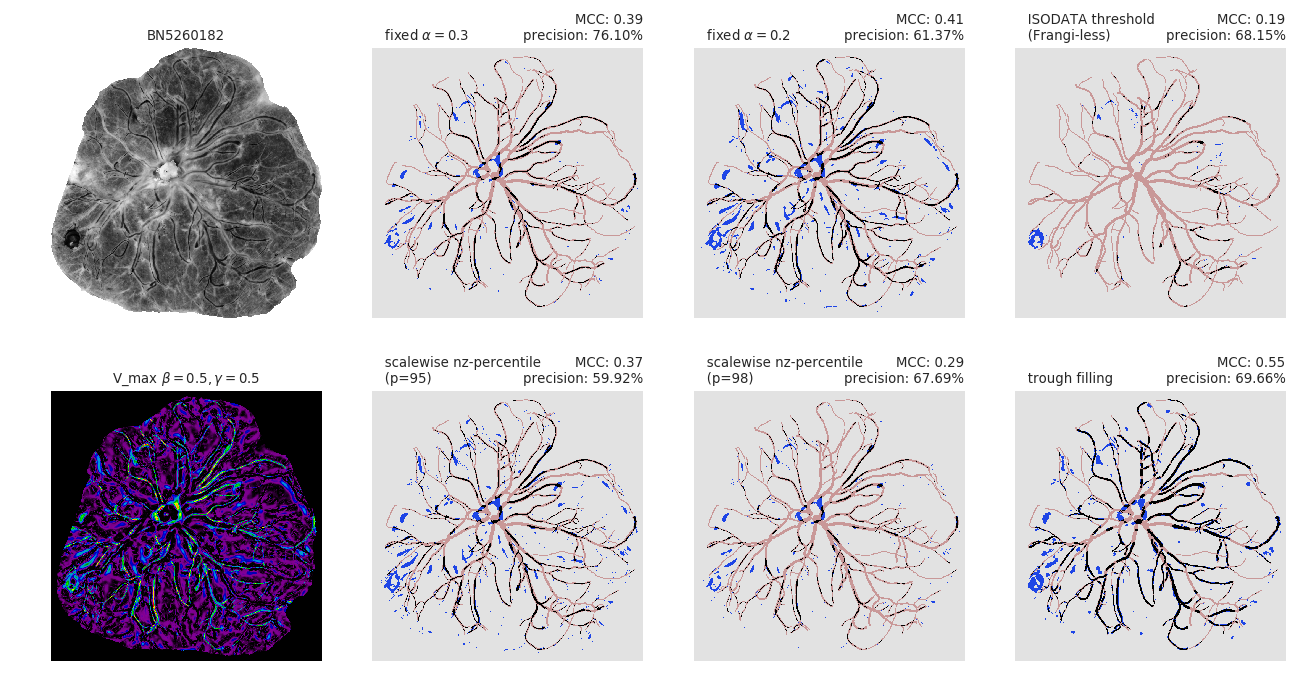 BN5260182
fixed α = 0.3
MCC: 0.39
precision: 76.10%
fixed α = 0.2
MCC: 0.41
precision: 61.37%
ISODATA threshold
(Frangi-less)
MCC: 0.19
precision: 68.15%
V_max β = 0.5, γ = 0.5
scalewise nz-percentile
(p=95)
MCC: 0.37
precision: 59.92%
scalewise nz-percentile
(p=98)
MCC: 0.29
precision: 67.69%
trough filling
MCC: 0.55
precision: 69.66%